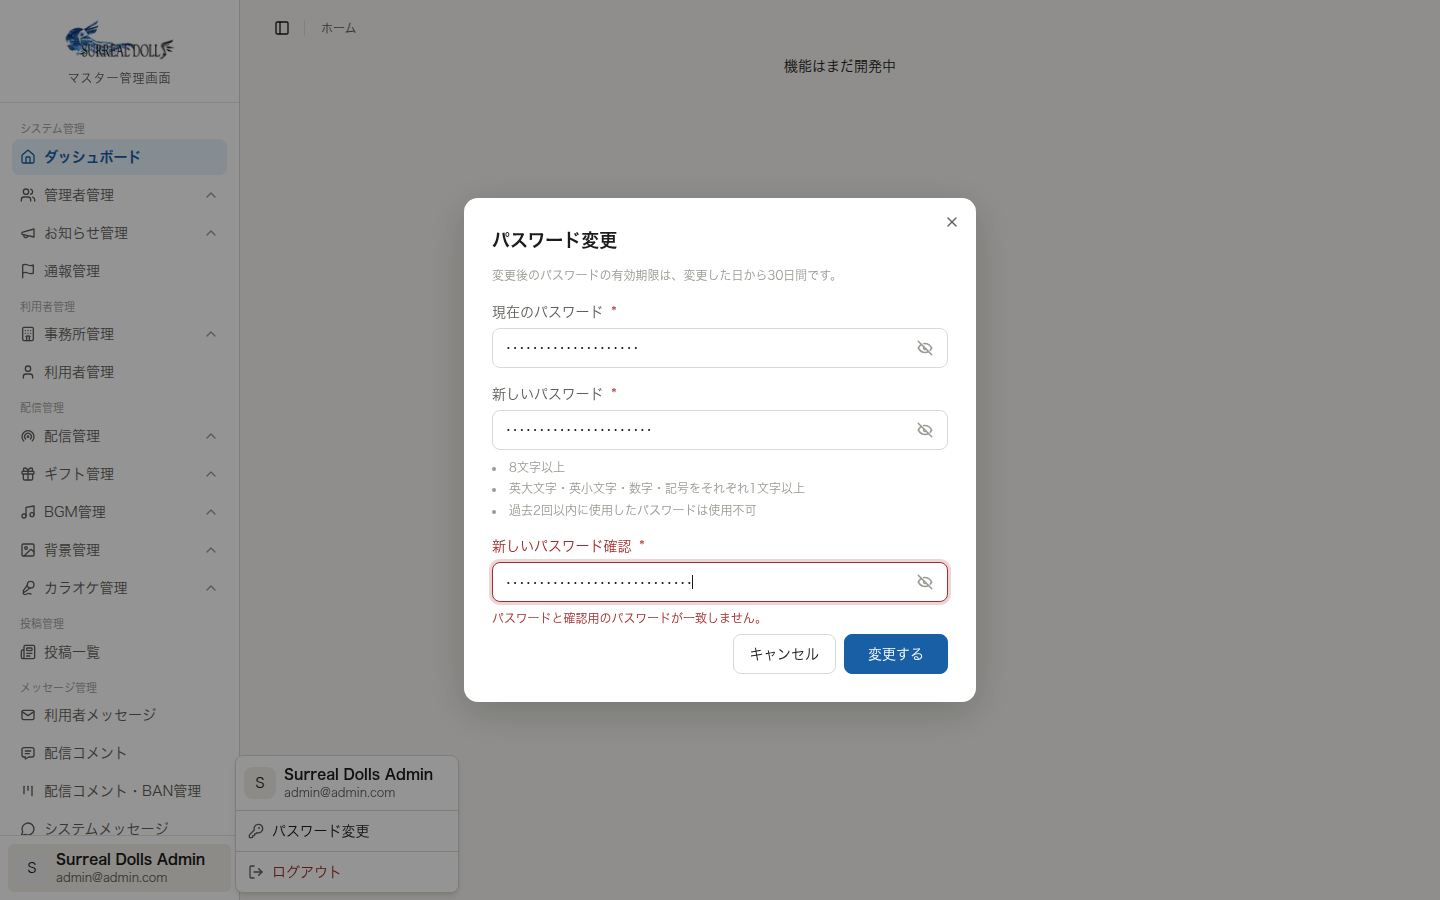 SURREAL DOLLS
マスター管理画面
システム管理
ダッシュボード
管理者管理
お知らせ管理
通報管理
利用者管理
事務所管理
利用者管理
配信管理
配信管理
ギフト管理
BGM管理
背景管理
カラオケ管理
投稿管理
投稿一覧
メッセージ管理
利用者メッセージ
配信コメント
配信コメント・BAN管理
システムメッセージ
S
Surreal Dolls Admin
admin@admin.com
ホーム
機能はまだ開発中
パスワード変更
変更後のパスワードの有効期限は、変更した日から30日間です。
現在のパスワード *
新しいパスワード *
• 8文字以上
• 英大文字・英小文字・数字・記号をそれぞれ1文字以上
• 過去2回以内に使用したパスワードは使用不可
新しいパスワード確認 *
パスワードと確認用のパスワードが一致しません。
キャンセル
変更する
S
Surreal Dolls Admin
admin@admin.com
パスワード変更
ログアウト